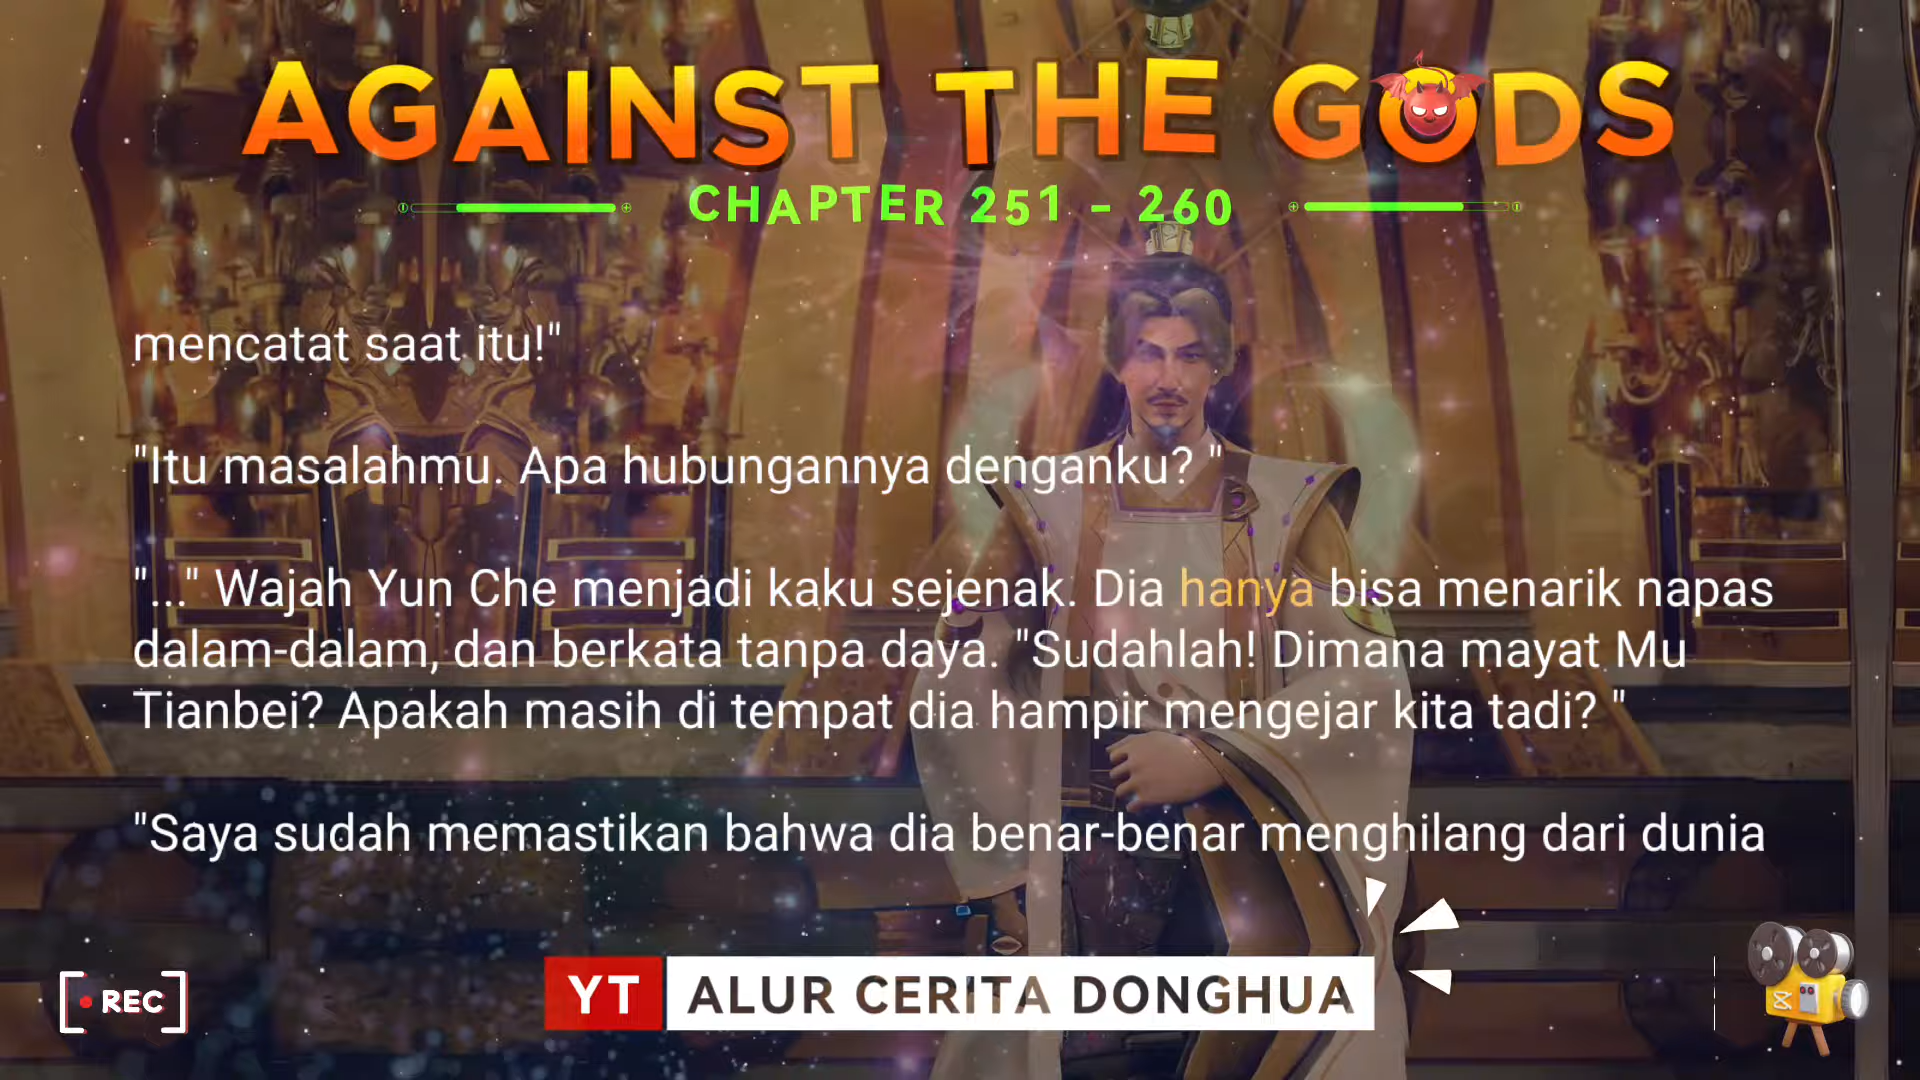 AGAINST THE GODS
CHAPTER 251 - 260
mencatat saat itu!"
"Itu masalahmu. Apa hubungannya denganku? "
"..." Wajah Yun Che menjadi kaku sejenak. Dia hanya bisa menarik napas
dalam-dalam, dan berkata tanpa daya. "Sudahlah! Dimana mayat Mu
Tianbei? Apakah masih di tempat dia hampir mengejar kita tadi? "
"Saya sudah memastikan bahwa dia benar-benar menghilang dari dunia
REC
YT ALUR CERITA DONGHUA